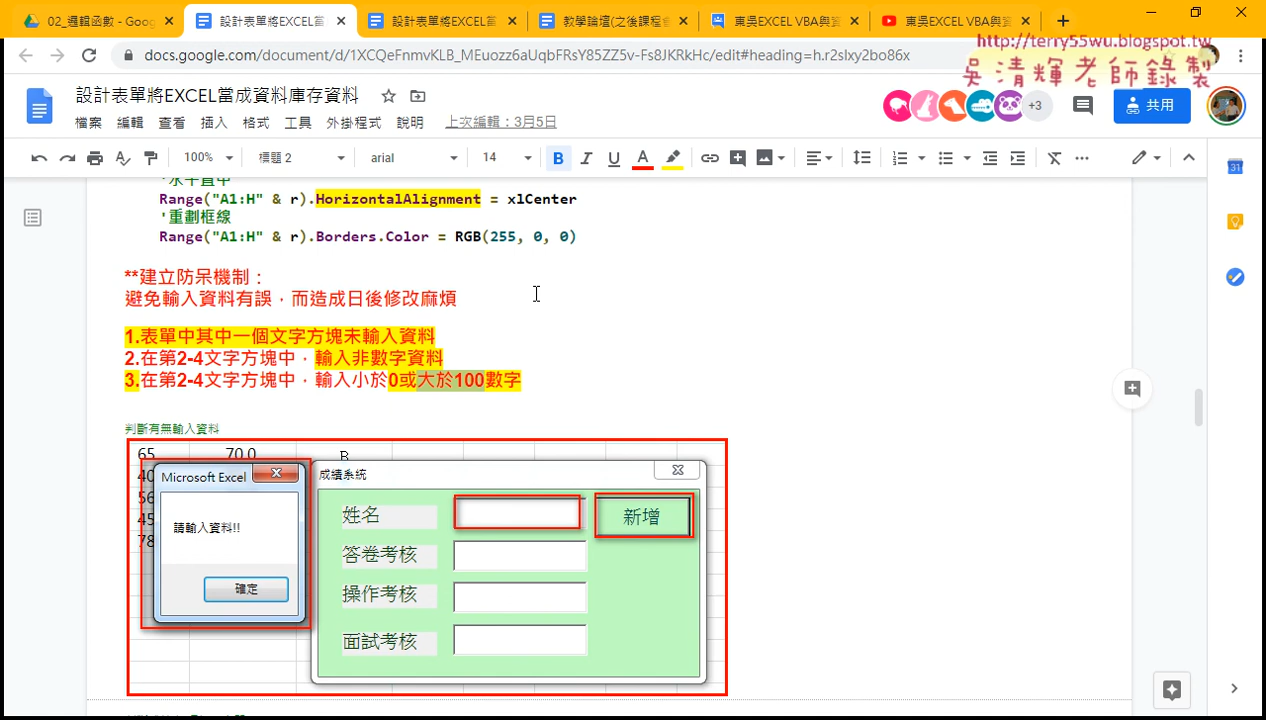 02_邏輯函數 - Goog
設計表單將EXCEL當
設計表單將EXCEL當
教學論壇(之後課程會
東吳EXCEL VBA與資
東吳EXCEL VBA與資
docs.google.com/document/d/1XCQeFnmvKLB_MEuozz6aUqbFRsY85ZZ5v-Fs8JKRkHc/edit#heading=h.r2slxy2bo86x
http://terry55wu.blogspot.tw
吳清輝老師錄製
設計表單將EXCEL當成資料庫存資料
檔案 編輯 查看 插入 格式 工具 外掛程式 說明 上次編輯：3月5日
+3
共用
100% 標題 2 arial 14 B I U A
31
'水平置中
Range("A1:H" & r).HorizontalAlignment = xlCenter
'重劃框線
Range("A1:H" & r).Borders.Color = RGB(255, 0, 0)
**建立防呆機制：
避免輸入資料有誤，而造成日後修改麻煩
1.表單中其中一個文字方塊未輸入資料
2.在第2-4文字方塊中，輸入非數字資料
3.在第2-4文字方塊中，輸入小於0或大於100數字
判斷有無輸入資料
65 70.0 B
40
56
45
78
Microsoft Excel
請輸入資料!!
確定
成績系統
姓名
新增
答卷考核
操作考核
面試考核